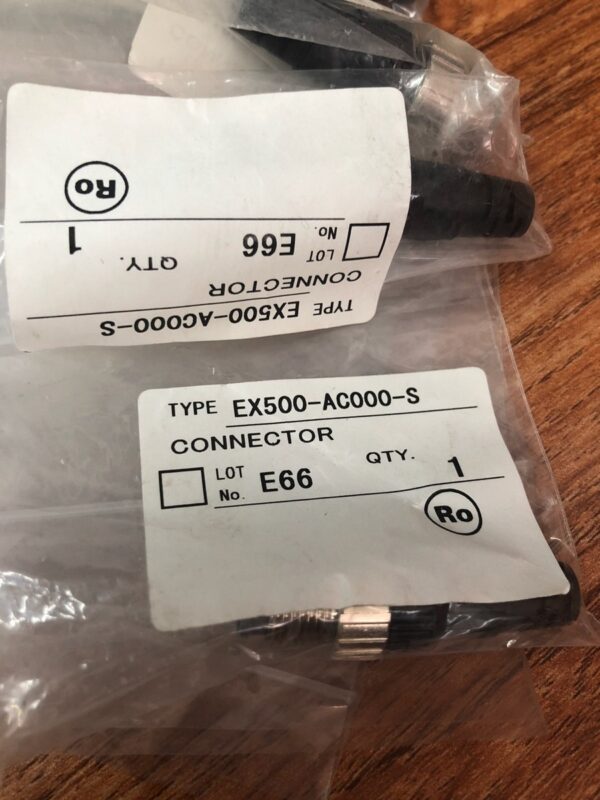 TYPE EX500-AC000-S
CONNECTOR
LOT No. E66 QTY. 1
Ro
TYPE EX500-AC000-S
CONNECTOR
LOT No. E66 QTY. 1
Ro